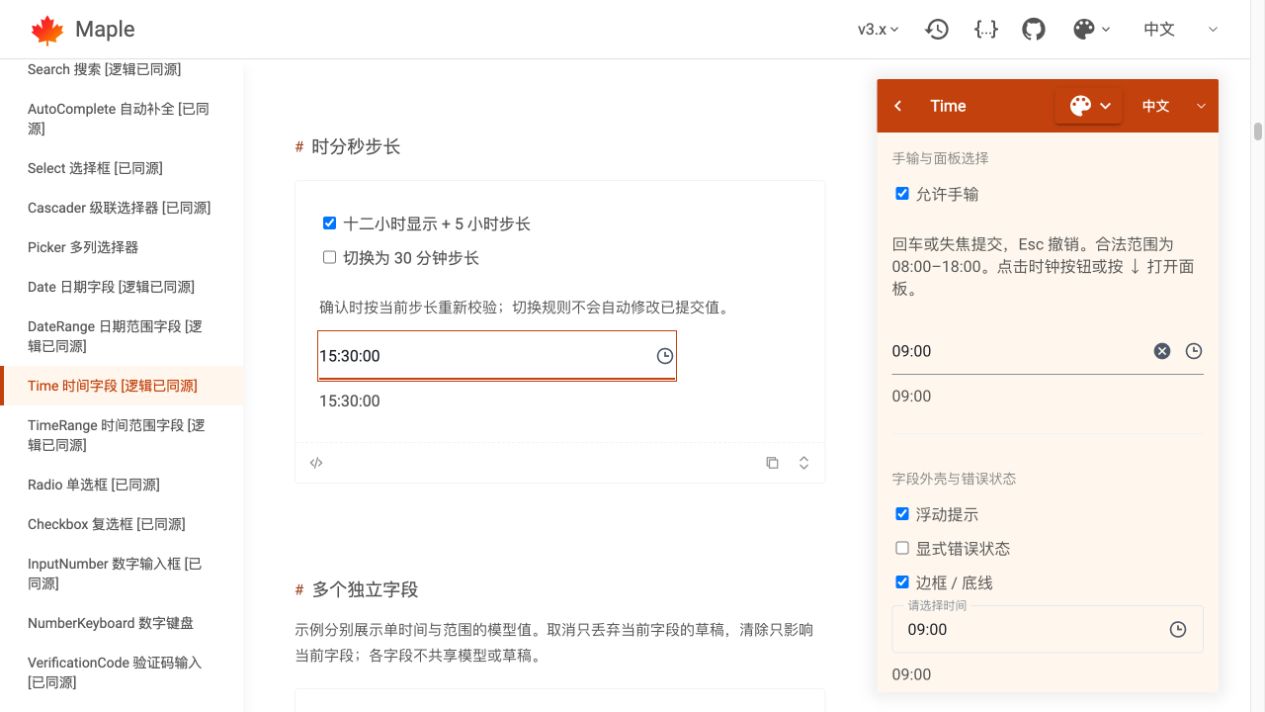 Maple
v3.x
{...}
中文
Search 搜索 [逻辑已同源]
AutoComplete 自动补全 [已同
源]
Select 选择框 [已同源]
Cascader 级联选择器 [已同源]
Picker 多列选择器
Date 日期字段 [逻辑已同源]
DateRange 日期范围字段 [逻
辑已同源]
Time 时间字段 [逻辑已同源]
TimeRange 时间范围字段 [逻
辑已同源]
Radio 单选框 [已同源]
Checkbox 复选框 [已同源]
InputNumber 数字输入框 [已
同源]
NumberKeyboard 数字键盘
VerificationCode 验证码输入
[已同源]
# 时分秒步长
十二小时显示 + 5 小时步长
切换为 30 分钟步长
确认时按当前步长重新校验；切换规则不会自动修改已提交值。
15:30:00
15:30:00
</>
# 多个独立字段
示例分别展示单时间与范围的模型值。取消只丢弃当前字段的草稿，清除只影响
当前字段；各字段不共享模型或草稿。
Time
中文
手输与面板选择
允许手输
回车或失焦提交，Esc 撤销。合法范围为
08:00–18:00。点击时钟按钮或按 ↓ 打开面
板。
09:00
09:00
字段外壳与错误状态
浮动提示
显式错误状态
边框 / 底线
请选择时间
09:00
09:00